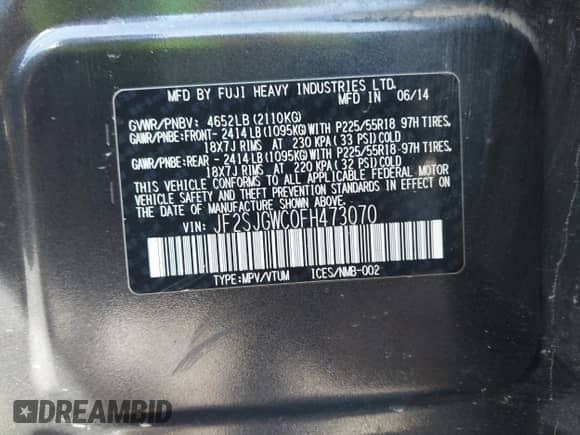 MFD BY FUJI HEAVY INDUSTRIES LTD.
MFD IN 06/14
GVWR/PNBV: 4652LB(2110KG)
GAWR/PNBE:FRONT-2414LB(1095KG)WITH P225/55R18 97H TIRES,
18X7J RIMS AT 230 KPA(33 PSI)COLD
GAWR/PNBE:REAR -2414LB(1095KG)WITH P225/55R18 97H TIRES,
18X7J RIMS AT 220 KPA(32 PSI)COLD
THIS VEHICLE CONFORMS TO ALL APPLICABLE FEDERAL MOTOR
VEHICLE SAFETY AND THEFT PREVENTION STANDARDS IN EFFECT
ON THE DATE OF MANUFACTURE SHOWN ABOVE.
VIN: JF2SJGWC0FH473070
TYPE:MPV/VTUM ICES/NMB-002
DREAMBID